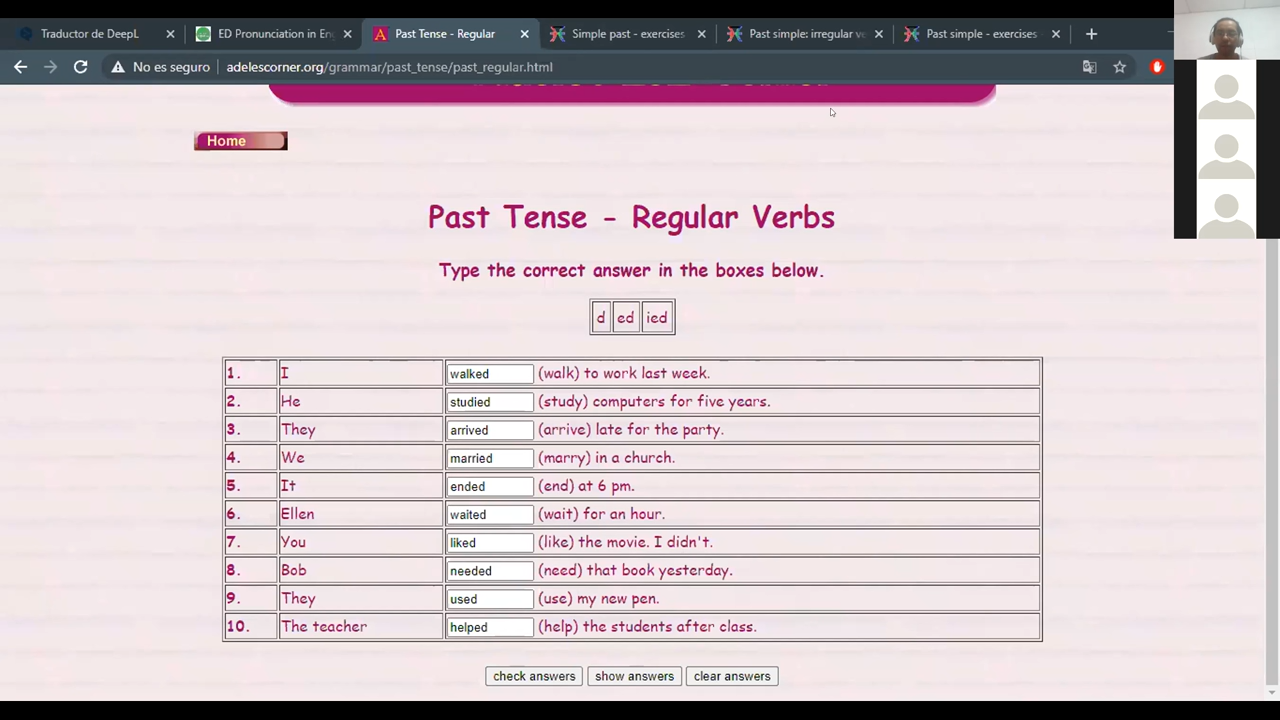 Traductor de DeepL
ED Pronunciation in En
Past Tense - Regular
Simple past - exercises
Past simple: irregular ve
Past simple - exercises
No es seguro
adelescorner.org/grammar/past_tense/past_regular.html
Home
Past Tense - Regular Verbs
Type the correct answer in the boxes below.
d ed ied
1. I walked (walk) to work last week.
2. He studied (study) computers for five years.
3. They arrived (arrive) late for the party.
4. We married (marry) in a church.
5. It ended (end) at 6 pm.
6. Ellen waited (wait) for an hour.
7. You liked (like) the movie. I didn't.
8. Bob needed (need) that book yesterday.
9. They used (use) my new pen.
10. The teacher helped (help) the students after class.
check answers show answers clear answers